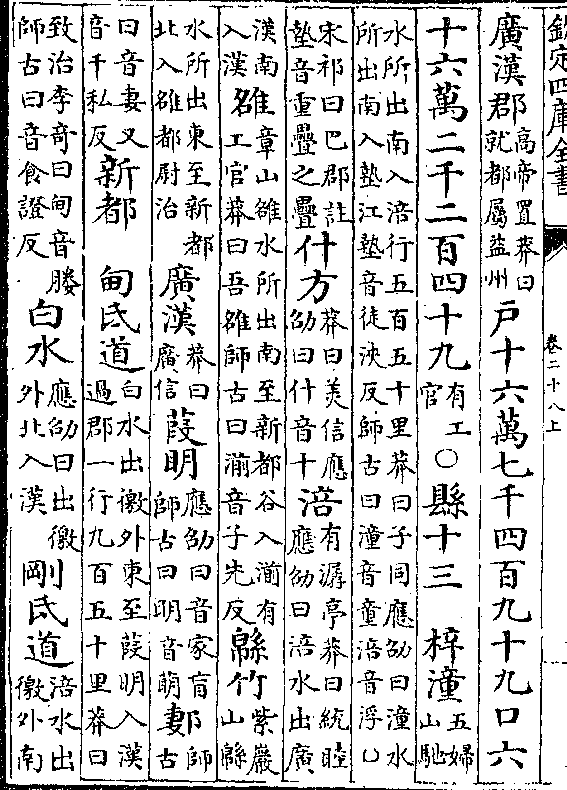 欽定四庫全書 卷二十八上
廣漢郡高帝置莽曰就都屬益州戶十六萬七千四百九十九口六
十六萬二千二百四十九有工官○縣十三 梓潼五婦山馳
水所出南入涪行五百五十里莽曰子同應劭曰潼水所出南入墊江墊音徒浹反師古曰潼音童涪音浮○
宋祁曰巴郡註墊音重疊之疊什方莽曰美信應劭曰什音十涪有潺亭莽曰統睦應劭曰涪水出廣
漢南入漢雒章山雒水所出南至新都谷入湔有工官莽曰吾雒師古曰湔音子先反緜竹紫巖山緜
水所出東至新都北入雒都尉治廣漢莽曰廣信葭明應劭曰音家盲師古曰明音萌郪師古
曰音妻又音千私反新都 甸氐道白水出徼外東至葭明入漢過郡一行九百五十里莽曰
致治李奇曰甸音媵師古曰音食證反白水應劭曰出徼外北入漢剛氐道涪水出徼外南